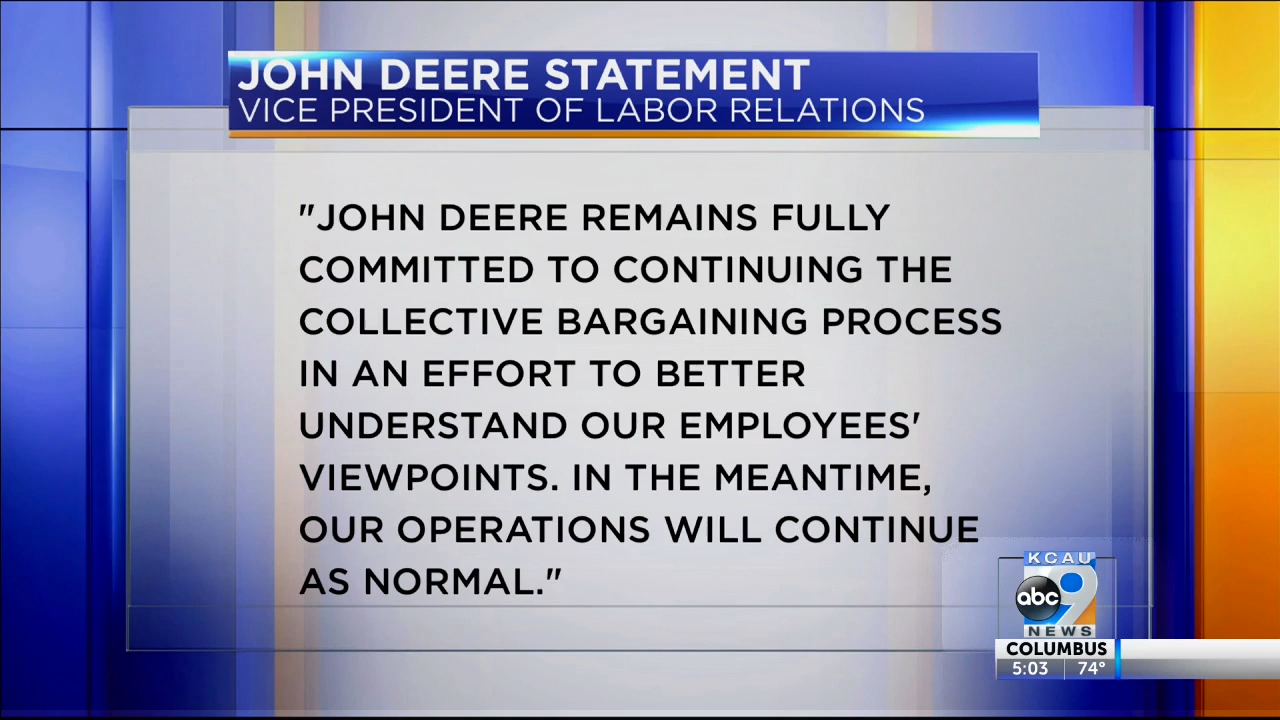 JOHN DEERE STATEMENT
VICE PRESIDENT OF LABOR RELATIONS
"JOHN DEERE REMAINS FULLY
COMMITTED TO CONTINUING THE
COLLECTIVE BARGAINING PROCESS
IN AN EFFORT TO BETTER
UNDERSTAND OUR EMPLOYEES'
VIEWPOINTS. IN THE MEANTIME,
OUR OPERATIONS WILL CONTINUE
AS NORMAL."
KCAU
abc 9
NEWS
COLUMBUS
5:03 74°